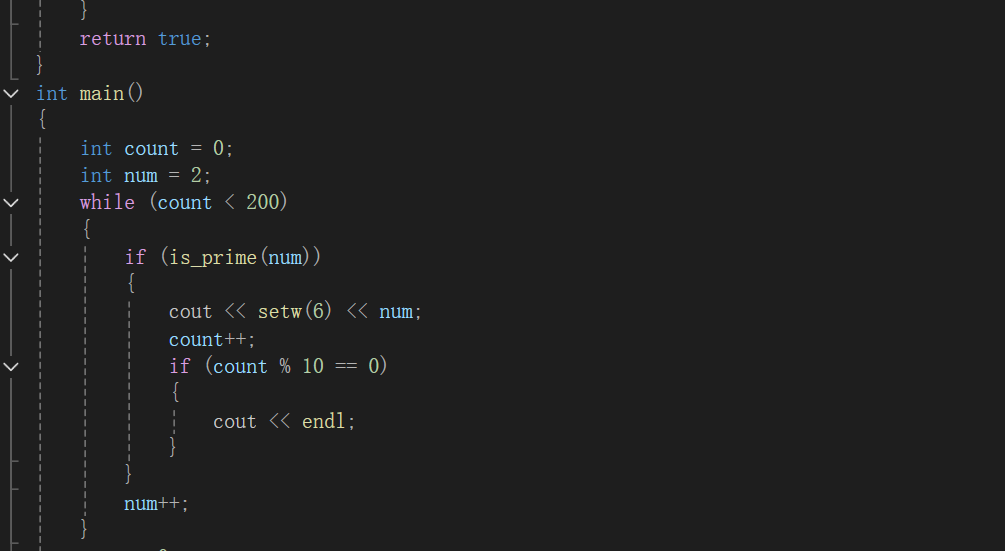 }
return true;
}
int main()
{
int count = 0;
int num = 2;
while (count < 200)
{
if (is_prime(num))
{
cout << setw(6) << num;
count++;
if (count % 10 == 0)
{
cout << endl;
}
}
num++;
}